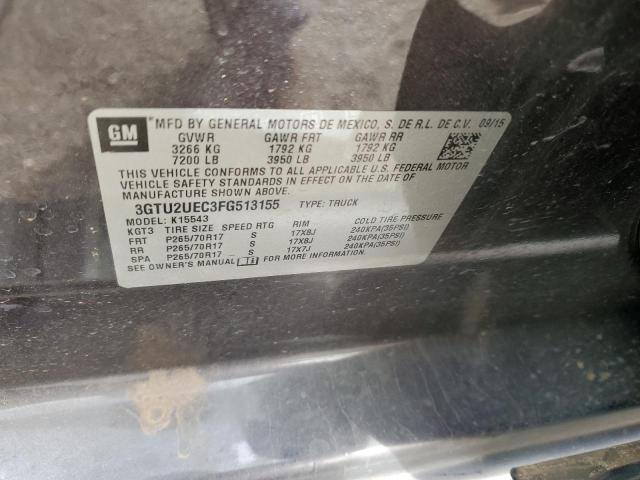 GM
*MFD BY GENERAL MOTORS DE MEXICO, S. DE R.L. DE C.V. 09/15
GVWR GAWR FRT GAWR RR
3266 KG 1792 KG 1792 KG
7200 LB 3950 LB 3950 LB
THIS VEHICLE CONFORMS TO ALL APPLICABLE U.S. FEDERAL MOTOR
VEHICLE SAFETY STANDARDS IN EFFECT ON THE DATE OF
MANUFACTURE SHOWN ABOVE.
3GTU2UEC3FG513155 TYPE: TRUCK
MODEL: K15543
KGT3 TIRE SIZE SPEED RTG RIM COLD TIRE PRESSURE
FRT P265/70R17 S 17X8J 240KPA(35PSI)
RR P265/70R17 S 17X8J 240KPA(35PSI)
SPA P265/70R17 S 17X7J 240KPA(35PSI)
SEE OWNER'S MANUAL FOR ADDITIONAL INFORMATION.